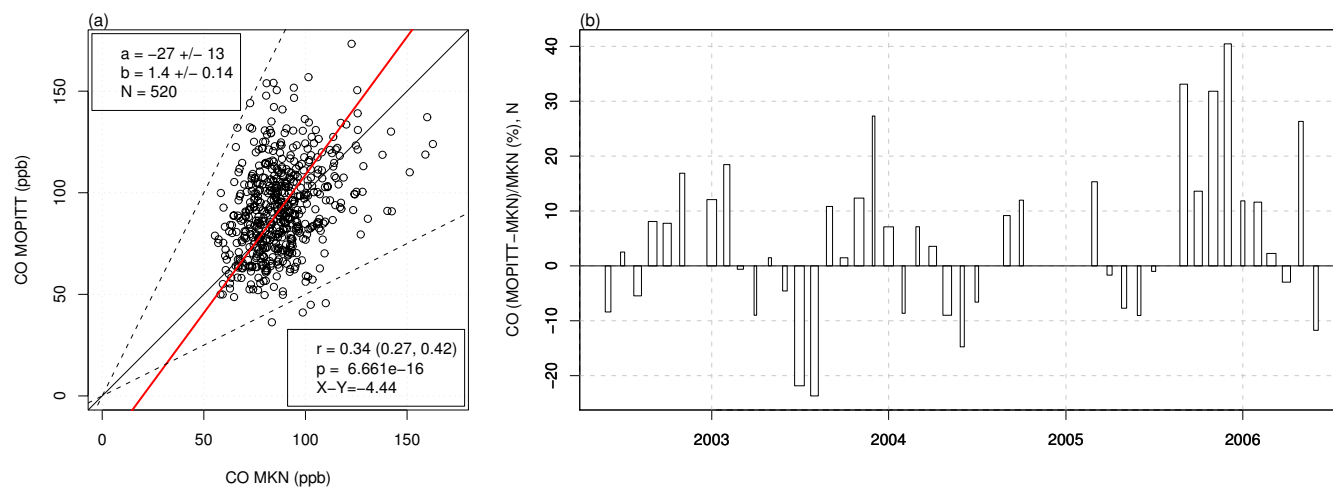 (a)
a = −27 +/− 13
b = 1.4 +/− 0.14
N = 520
r = 0.34 (0.27, 0.42)
p = 6.661e−16
X−Y=−4.44
CO MOPITT (ppb)
150
100
50
0
0 50 100 150
CO MKN (ppb)
(b)
CO (MOPITT−MKN)/MKN (%), N
40
30
20
10
0
−10
−20
2003 2004 2005 2006